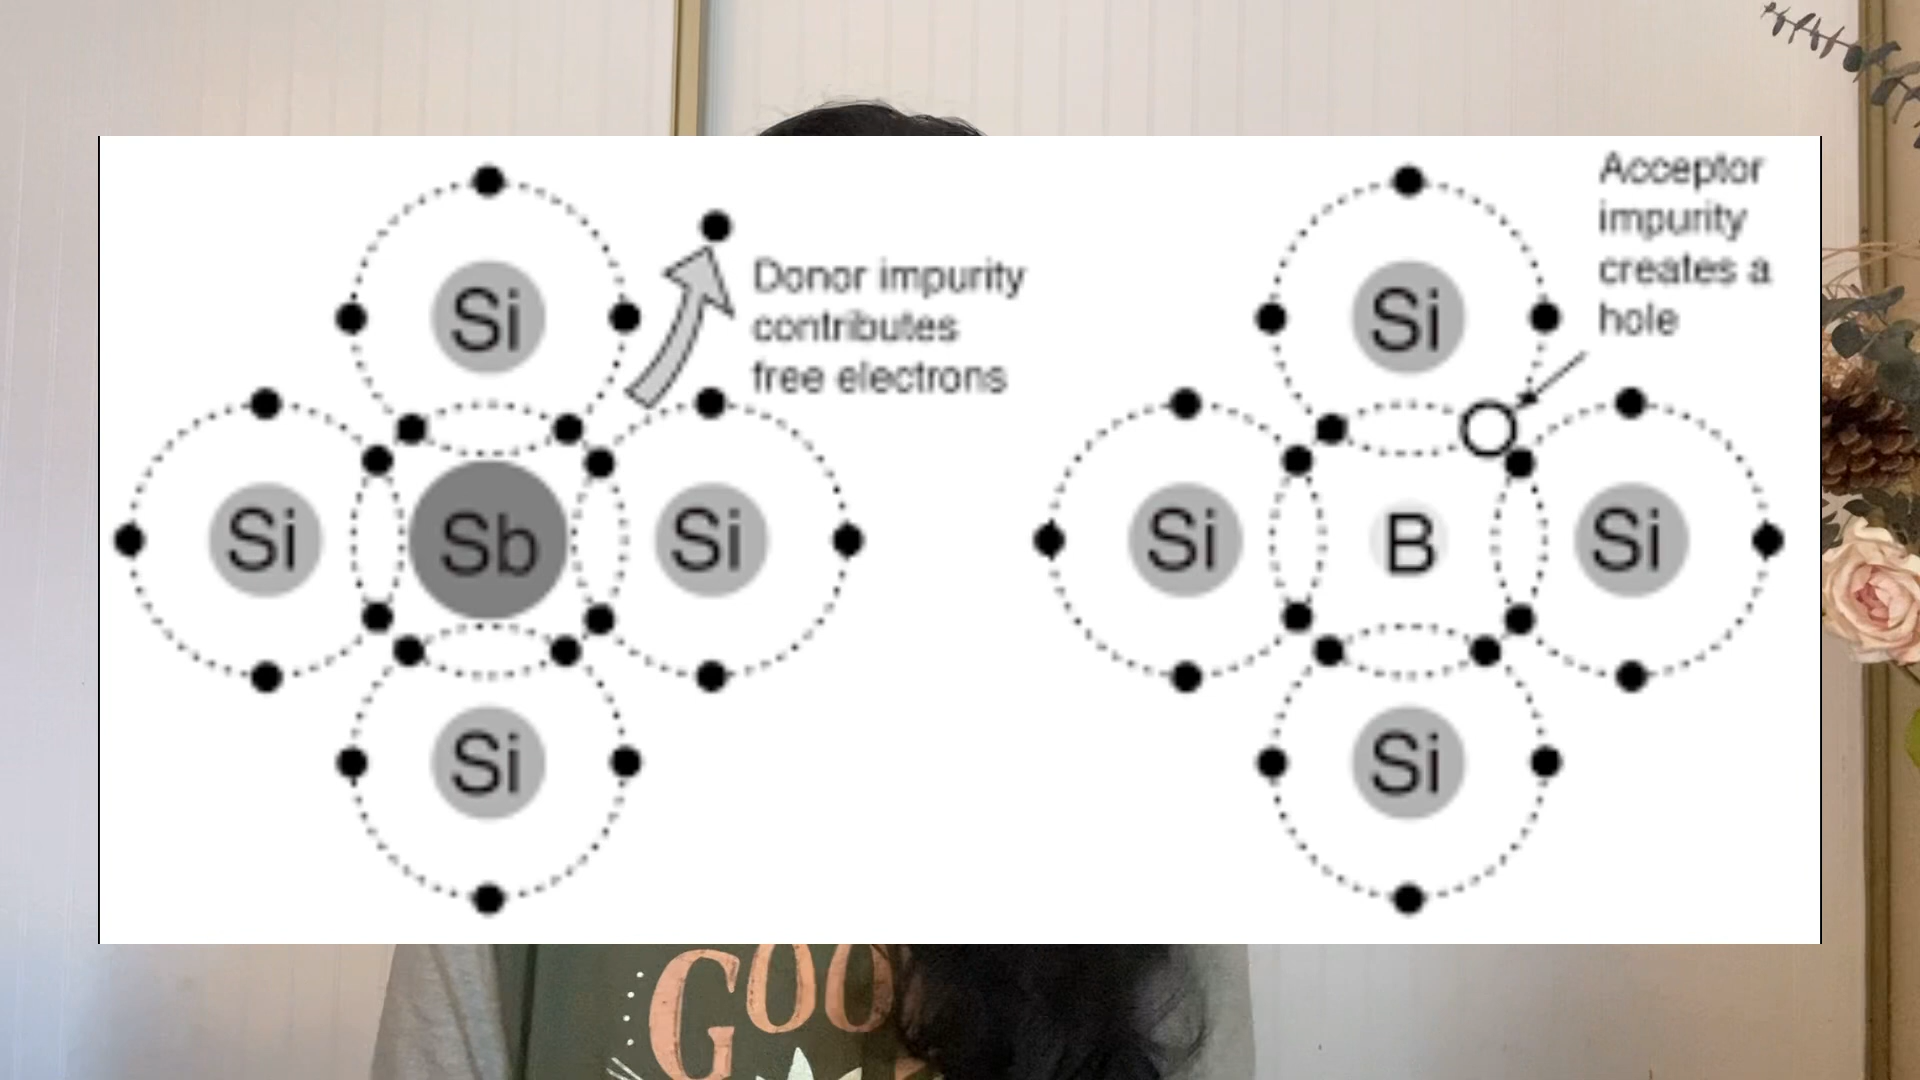 Si
Donor impurity
contributes
free electrons
Si
Sb
Si
Si
Acceptor
impurity
creates a
hole
Si
Si
B
Si
Si
GOO